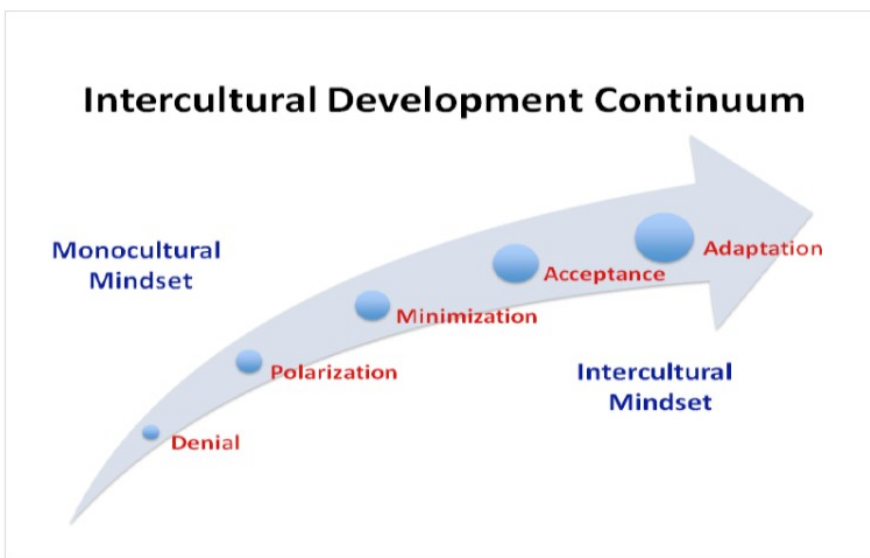 Intercultural Development Continuum
Monocultural
Mindset
Adaptation
Acceptance
Minimization
Polarization
Intercultural
Mindset
Denial